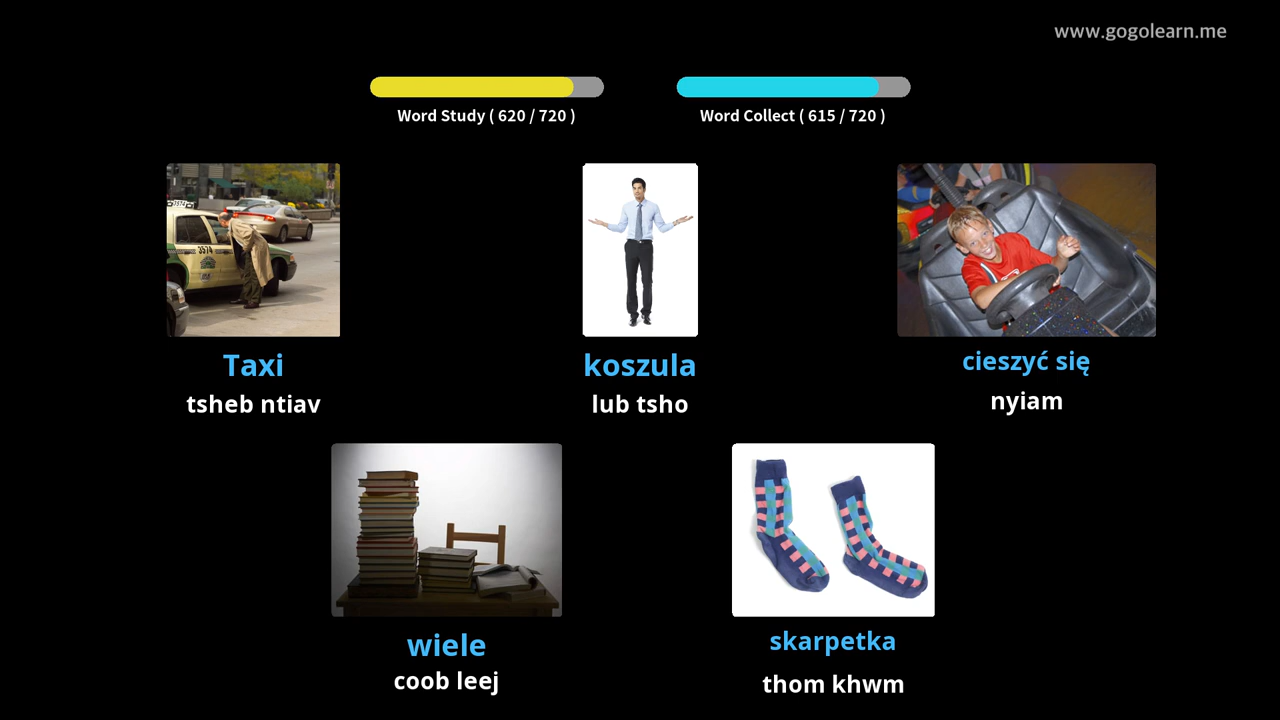 www.gogolearn.me
Word Study ( 620 / 720 )
Word Collect ( 615 / 720 )
3574
Taxi
tsheb ntiav
koszula
lub tsho
cieszyć się
nyiam
wiele
coob leej
skarpetka
thom khwm